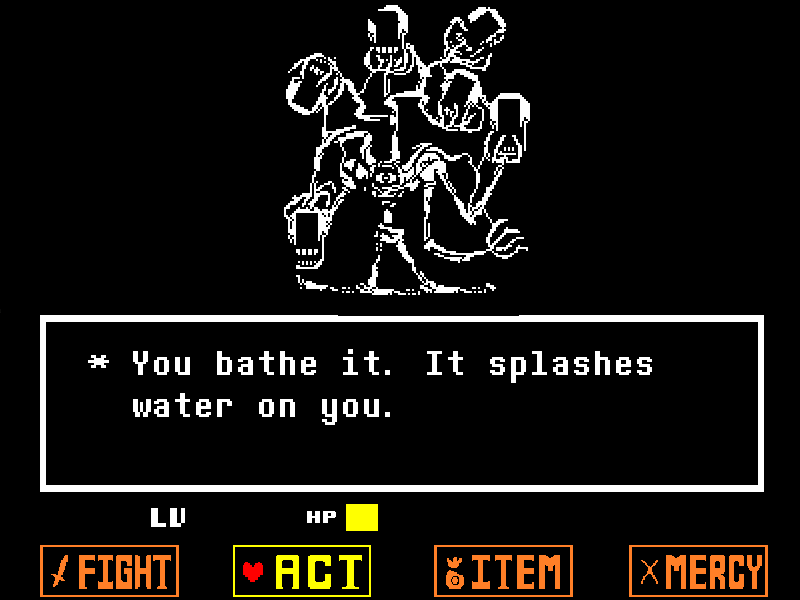 * You bathe it. It splashes
water on you.
LV HP
FIGHT ACT ITEM MERCY